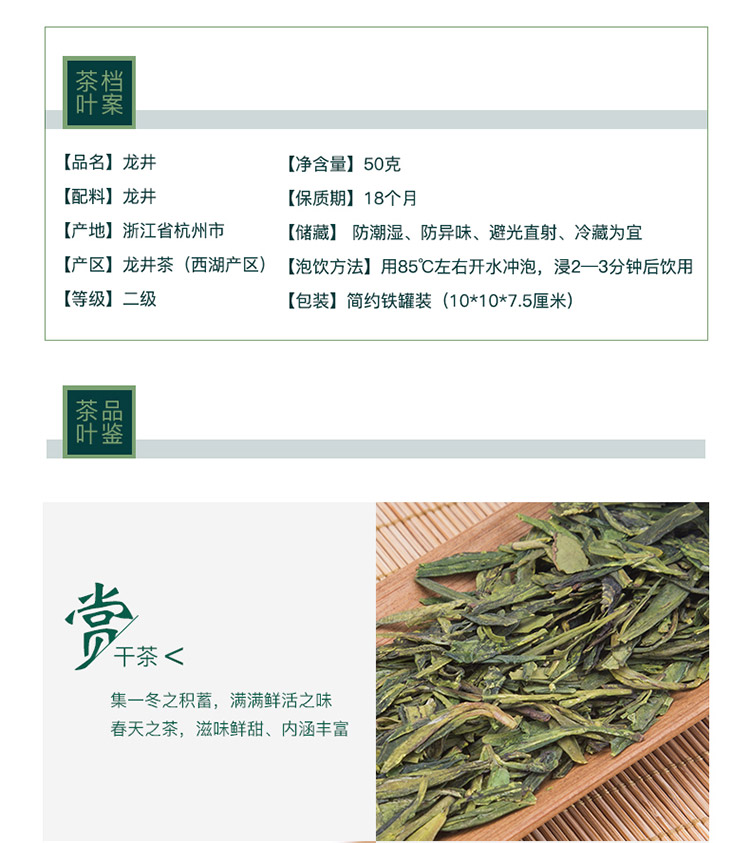 茶档
叶案
【品名】龙井
【配料】龙井
【产地】浙江省杭州市
【产区】龙井茶（西湖产区）
【等级】二级
【净含量】50克
【保质期】18个月
【储藏】 防潮湿、防异味、避光直射、冷藏为宜
【泡饮方法】用85℃左右开水冲泡，浸2—3分钟后饮用
【包装】简约铁罐装（10*10*7.5厘米）
茶品
叶鉴
赏
干茶<
集一冬之积蓄，满满鲜活之味
春天之茶，滋味鲜甜、内涵丰富